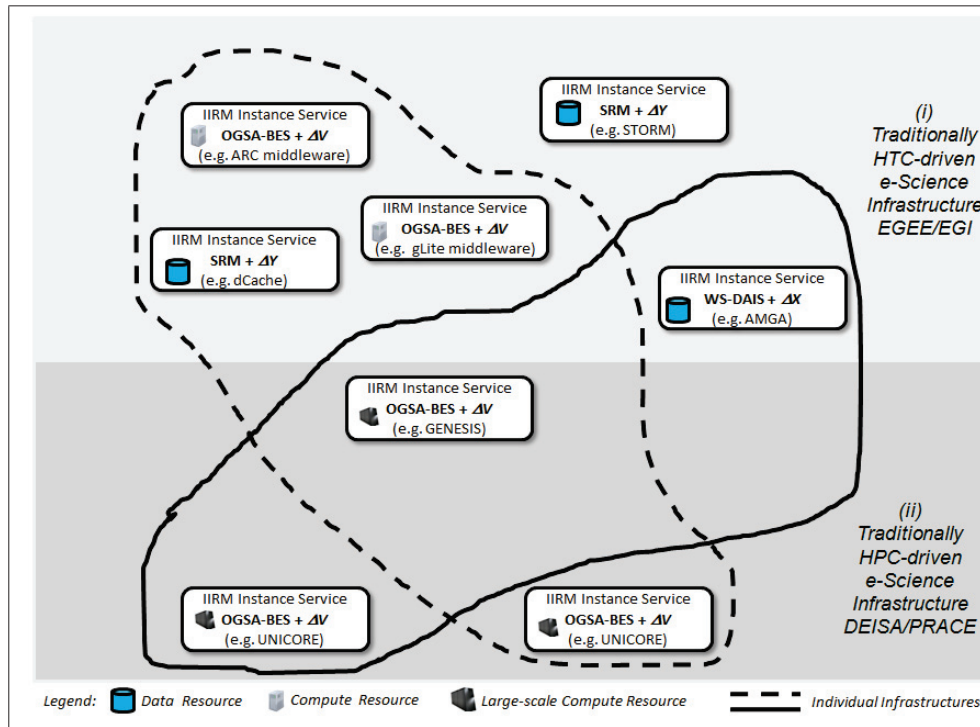 IIRM Instance Service
OGSA-BES + ΔV
(e.g. ARC middleware)
IIRM Instance Service
SRM + ΔY
(e.g. STORM)
(i)
Traditionally
HTC-driven
e-Science
Infrastructure
EGEE/EGI
IIRM Instance Service
OGSA-BES + ΔV
(e.g. gLite middleware)
IIRM Instance Service
SRM + ΔY
(e.g. dCache)
IIRM Instance Service
WS-DAIS + ΔX
(e.g. AMGA)
IIRM Instance Service
OGSA-BES + ΔV
(e.g. GENESIS)
(ii)
Traditionally
HPC-driven
e-Science
Infrastructure
DEISA/PRACE
IIRM Instance Service
OGSA-BES + ΔV
(e.g. UNICORE)
IIRM Instance Service
OGSA-BES + ΔV
(e.g. UNICORE)
Legend: Data Resource Compute Resource Large-scale Compute Resource Individual Infrastructures